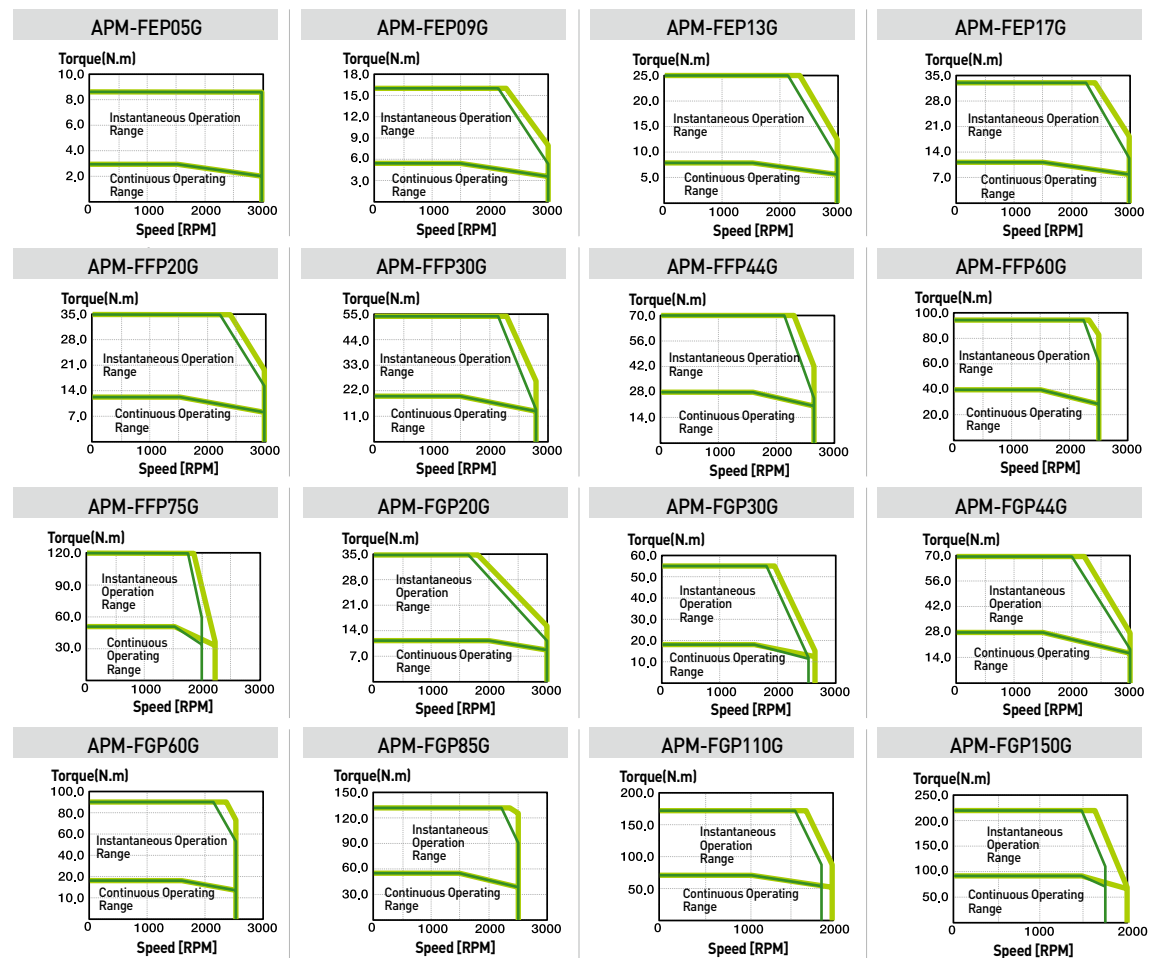 APM-FEP05G
Torque(N.m)
10,0
8,0
6,0
4,0
2,0
Instantaneous Operation
Range
Continuous Operating
Range
0 1000 2000 3000
Speed [RPM]
APM-FEP09G
Torque(N.m)
18,0
15,0
12,0
9,0
6,0
3,0
Instantaneous Operation
Range
Continuous Operating
Range
0 1000 2000 3000
Speed [RPM]
APM-FEP13G
Torque(N.m)
25,0
20,0
15,0
10,0
5,0
Instantaneous Operation
Range
Continuous Operating
Range
0 1000 2000 3000
Speed [RPM]
APM-FEP17G
Torque(N.m)
35,0
28,0
21,0
14,0
7,0
Instantaneous Operation
Range
Continuous Operating
Range
0 1000 2000 3000
Speed [RPM]
APM-FFP20G
Torque(N.m)
35,0
28,0
21,0
14,0
7,0
Instantaneous Operation
Range
Continuous Operating
Range
0 1000 2000 3000
Speed [RPM]
APM-FFP30G
Torque(N.m)
55,0
44,0
33,0
22,0
11,0
Instantaneous Operation
Range
Continuous Operating
Range
0 1000 2000 3000
Speed [RPM]
APM-FFP44G
Torque(N.m)
70,0
56,0
42,0
28,0
14,0
Instantaneous Operation
Range
Continuous Operating
Range
0 1000 2000 3000
Speed [RPM]
APM-FFP60G
Torque(N.m)
100,0
80,0
60,0
40,0
20,0
Instantaneous Operation
Range
Continuous Operating
Range
0 1000 2000 3000
Speed [RPM]
APM-FFP75G
Torque(N.m)
120,0
90,0
60,0
30,0
Instantaneous
Operation
Range
Continuous
Operating
Range
0 1000 2000 3000
Speed [RPM]
APM-FGP20G
Torque(N.m)
35,0
28,0
21,0
14,0
7,0
Instantaneous
Operation
Range
Continuous Operating
Range
0 1000 2000 3000
Speed [RPM]
APM-FGP30G
Torque(N.m)
60,0
50,0
40,0
30,0
20,0
10,0
Instantaneous
Operation
Range
Continuous Operating
Range
0 1000 2000 3000
Speed [RPM]
APM-FGP44G
Torque(N.m)
70,0
56,0
42,0
28,0
14,0
Instantaneous
Operation
Range
Continuous Operating
Range
0 1000 2000 3000
Speed [RPM]
APM-FGP60G
Torque(N.m)
100,0
80,0
60,0
40,0
20,0
10,0
Instantaneous Operation
Range
Continuous Operating
Range
0 1000 2000 3000
Speed [RPM]
APM-FGP85G
Torque(N.m)
150,0
120,0
90,0
60,0
30,0
Instantaneous
Operation
Range
Continuous Operating
Range
0 1000 2000 3000
Speed [RPM]
APM-FGP110G
Torque(N.m)
200,0
150,0
100,0
50,0
Instantaneous
Operation
Range
Continuous Operating
Range
0 1000 2000
Speed [RPM]
APM-FGP150G
Torque(N.m)
250,0
200,0
150,0
100,0
50,0
Instantaneous
Operation
Range
Continuous Operating
Range
0 1000 2000
Speed [RPM]